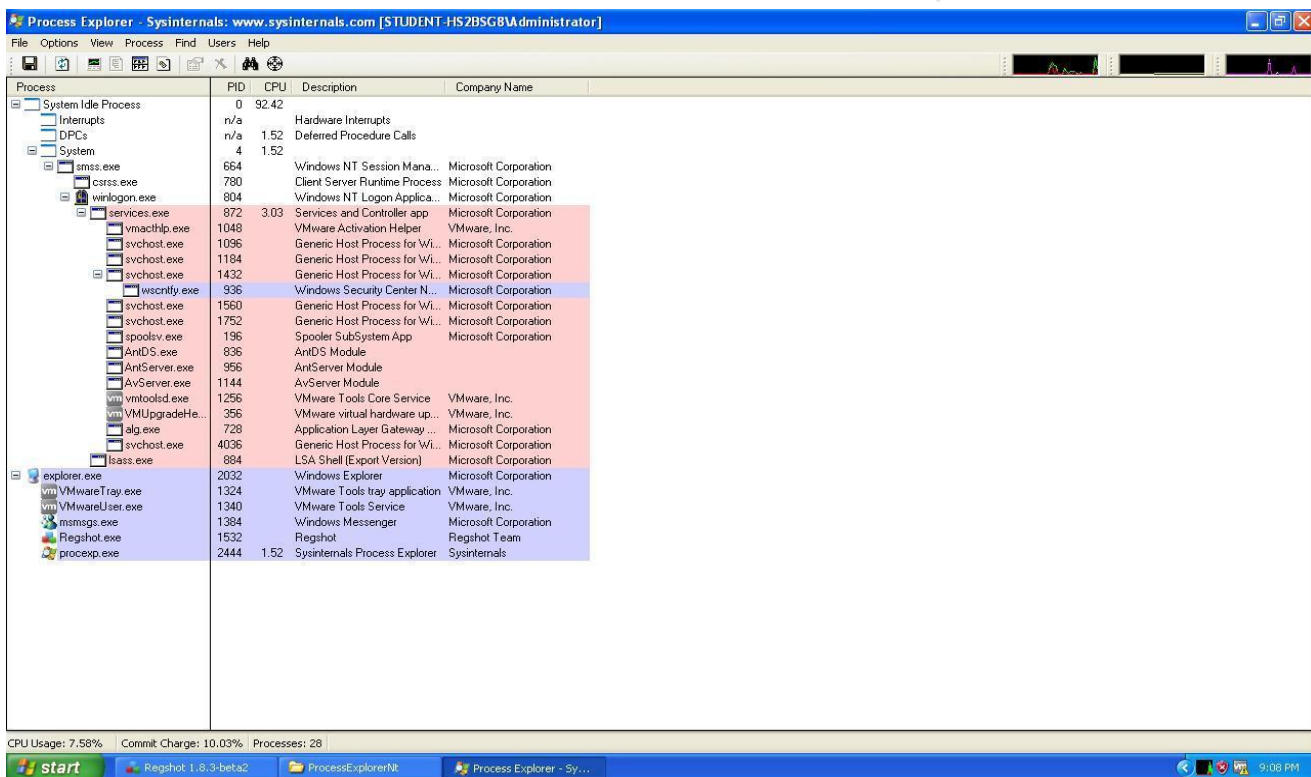 Process Explorer - Sysinternals: www.sysinternals.com [STUDENT-HS2BSG8\Administrator]
File Options View Process Find Users Help
Process PID CPU Description Company Name
System Idle Process 0 92.42
Interrupts n/a Hardware Interrupts
DPCs n/a 1.52 Deferred Procedure Calls
System 4 1.52
smss.exe 664 Windows NT Session Mana... Microsoft Corporation
csrss.exe 780 Client Server Runtime Process Microsoft Corporation
winlogon.exe 804 Windows NT Logon Applica... Microsoft Corporation
services.exe 872 3.03 Services and Controller app Microsoft Corporation
vmacthlp.exe 1048 VMware Activation Helper VMware, Inc.
svchost.exe 1096 Generic Host Process for Wi... Microsoft Corporation
svchost.exe 1184 Generic Host Process for Wi... Microsoft Corporation
svchost.exe 1432 Generic Host Process for Wi... Microsoft Corporation
wscntfy.exe 936 Windows Security Center N... Microsoft Corporation
svchost.exe 1560 Generic Host Process for Wi... Microsoft Corporation
svchost.exe 1752 Generic Host Process for Wi... Microsoft Corporation
spoolsv.exe 196 Spooler SubSystem App Microsoft Corporation
AntDS.exe 836 AntDS Module
AntServer.exe 956 AntServer Module
AvServer.exe 1144 AvServer Module
vm vmtoolsd.exe 1256 VMware Tools Core Service VMware, Inc.
vm VMUpgradeHe... 356 VMware virtual hardware up... VMware, Inc.
alg.exe 728 Application Layer Gateway ... Microsoft Corporation
svchost.exe 4036 Generic Host Process for Wi... Microsoft Corporation
lsass.exe 884 LSA Shell (Export Version) Microsoft Corporation
explorer.exe 2032 Windows Explorer Microsoft Corporation
vm VMwareTray.exe 1324 VMware Tools tray application VMware, Inc.
vm VMwareUser.exe 1340 VMware Tools Service VMware, Inc.
msmsgs.exe 1384 Windows Messenger Microsoft Corporation
Regshot.exe 1532 Regshot Regshot Team
procexp.exe 2444 1.52 Sysinternals Process Explorer Sysinternals
CPU Usage: 7.58% Commit Charge: 10.03% Processes: 28
start Regshot 1.8.3-beta2 ProcessExplorerNt Process Explorer - Sy... 9:08 PM